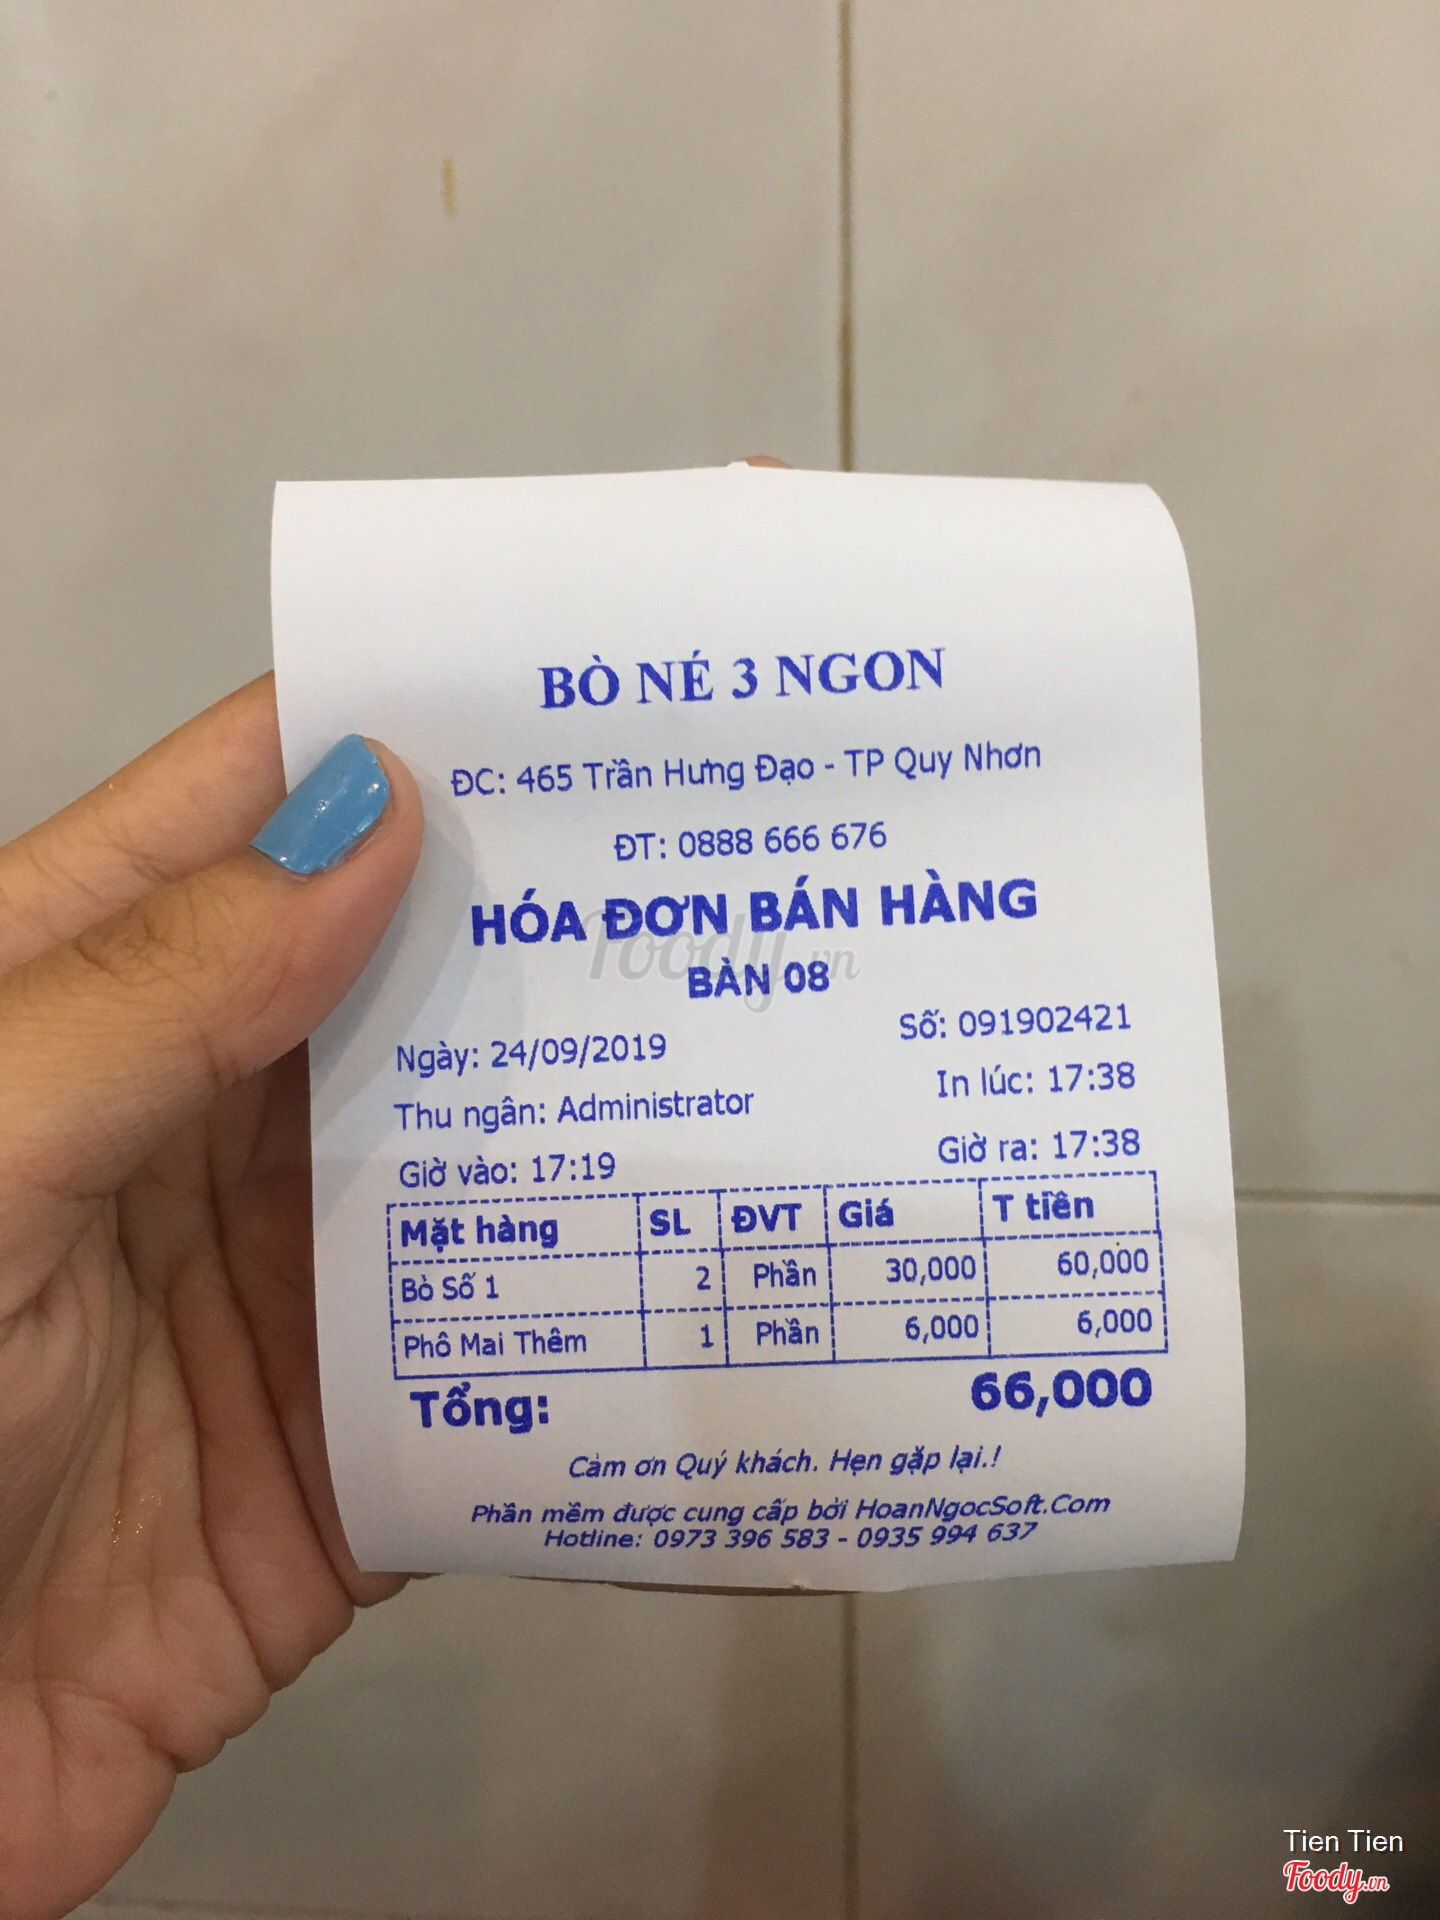 BÒ NÉ 3 NGON
ĐC: 465 Trần Hưng Đạo - TP Quy Nhơn
ĐT: 0888 666 676
HÓA ĐƠN BÁN HÀNG
Foody.vn
BÀN 08
Ngày: 24/09/2019 Số: 091902421
Thu ngân: Administrator In lúc: 17:38
Giờ vào: 17:19 Giờ ra: 17:38
Mặt hàng SL ĐVT Giá T tiền
Bò Số 1 2 Phần 30,000 60,000
Phô Mai Thêm 1 Phần 6,000 6,000
Tổng: 66,000
Cảm ơn Quý khách. Hẹn gặp lại.!
Phần mềm được cung cấp bởi HoanNgocSoft.Com
Hotline: 0973 396 583 - 0935 994 637
Tien Tien
Foody.vn